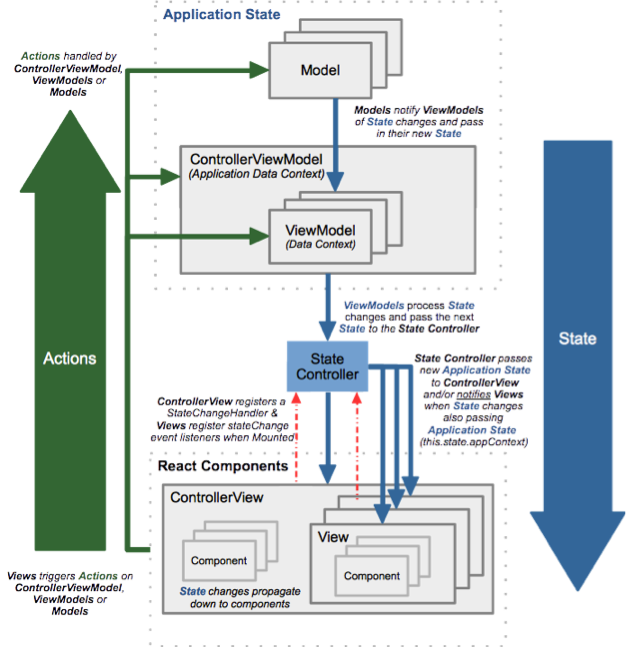 Application State
Actions handled by
ControllerViewModel,
ViewModels or
Models
Model
Models notify ViewModels
of State changes and pass
in their new State
ControllerViewModel
(Application Data Context)
ViewModel
(Data Context)
ViewModels process State
changes and pass the next
State to the State Controller
Actions
State
State
Controller
State Controller passes
new Application State
to ControllerView
and/or notifies Views
when State changes
also passing
Application State
(this.state.appContext)
ControllerView registers a
StateChangeHandler &
Views register stateChange
event listeners when Mounted
React Components
ControllerView
View
Component
Component
State changes propagate
down to components
Views triggers Actions on
ControllerViewModel,
ViewModels or
Models